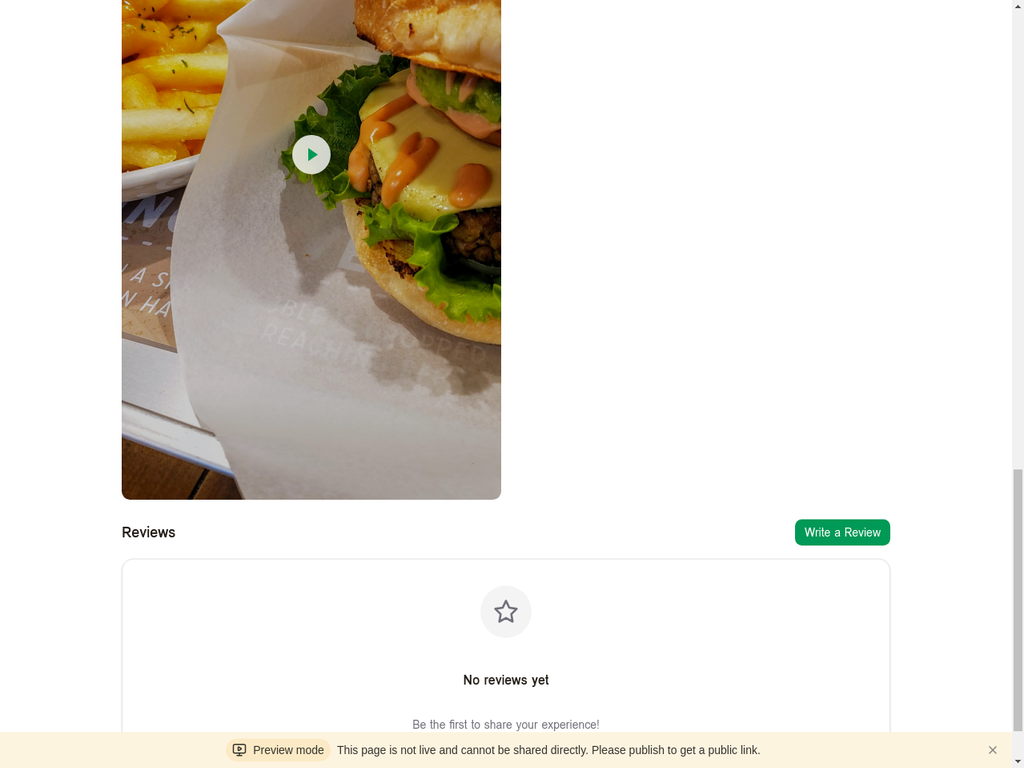 Reviews
Write a Review
No reviews yet
Be the first to share your experience!
Preview mode
This page is not live and cannot be shared directly. Please publish to get a public link.